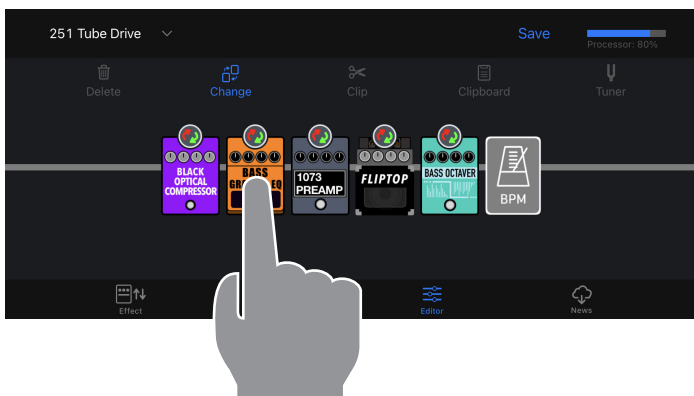 251 Tube Drive
Save
Processor: 80%
Delete
Change
Clip
Clipboard
Tuner
BLACK
OPTICAL
COMPRESSOR
BASS
EQ
1073
PREAMP
FLIPTOP
BASS OCTAVER
BPM
Effect
Editor
News